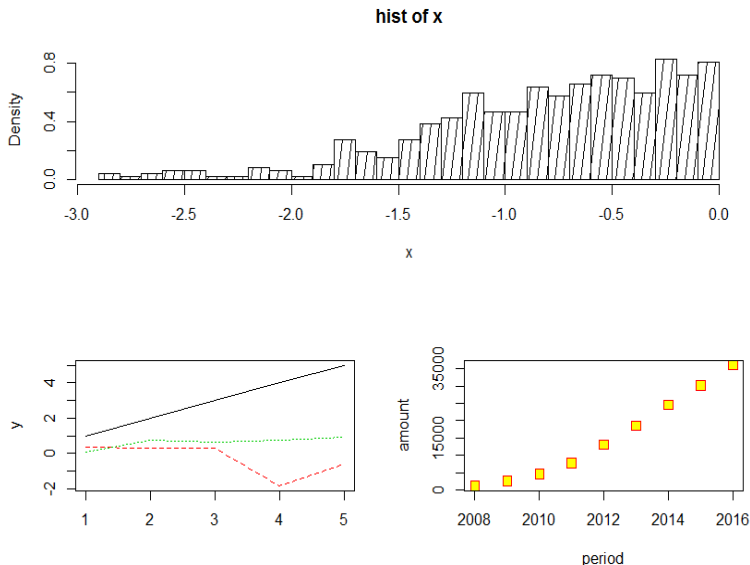 hist of x
Density
0.0 0.4 0.8
-3.0 -2.5 -2.0 -1.5 -1.0 -0.5 0.0
x
y
-2 0 2 4
1 2 3 4 5
amount
0 15000 35000
2008 2010 2012 2014 2016
period